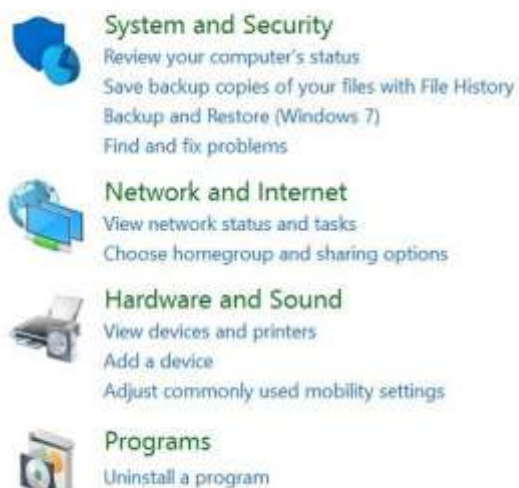 System and Security
Review your computer's status
Save backup copies of your files with File History
Backup and Restore (Windows 7)
Find and fix problems
Network and Internet
View network status and tasks
Choose homegroup and sharing options
Hardware and Sound
View devices and printers
Add a device
Adjust commonly used mobility settings
Programs
Uninstall a program